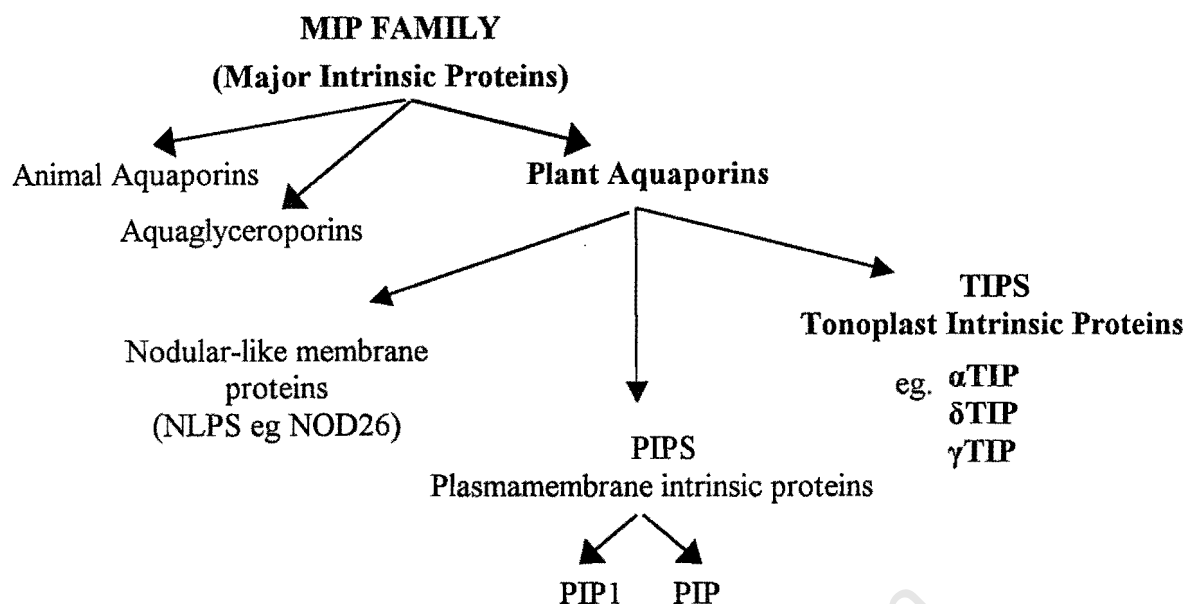 MIP FAMILY
(Major Intrinsic Proteins)
Animal Aquaporins
Aquaglyceroporins
Plant Aquaporins
Nodular-like membrane
proteins
(NLPS eg NOD26)
PIPS
Plasmamembrane intrinsic proteins
PIP1 PIP
TIPS
Tonoplast Intrinsic Proteins
eg. αTIP
δTIP
γTIP